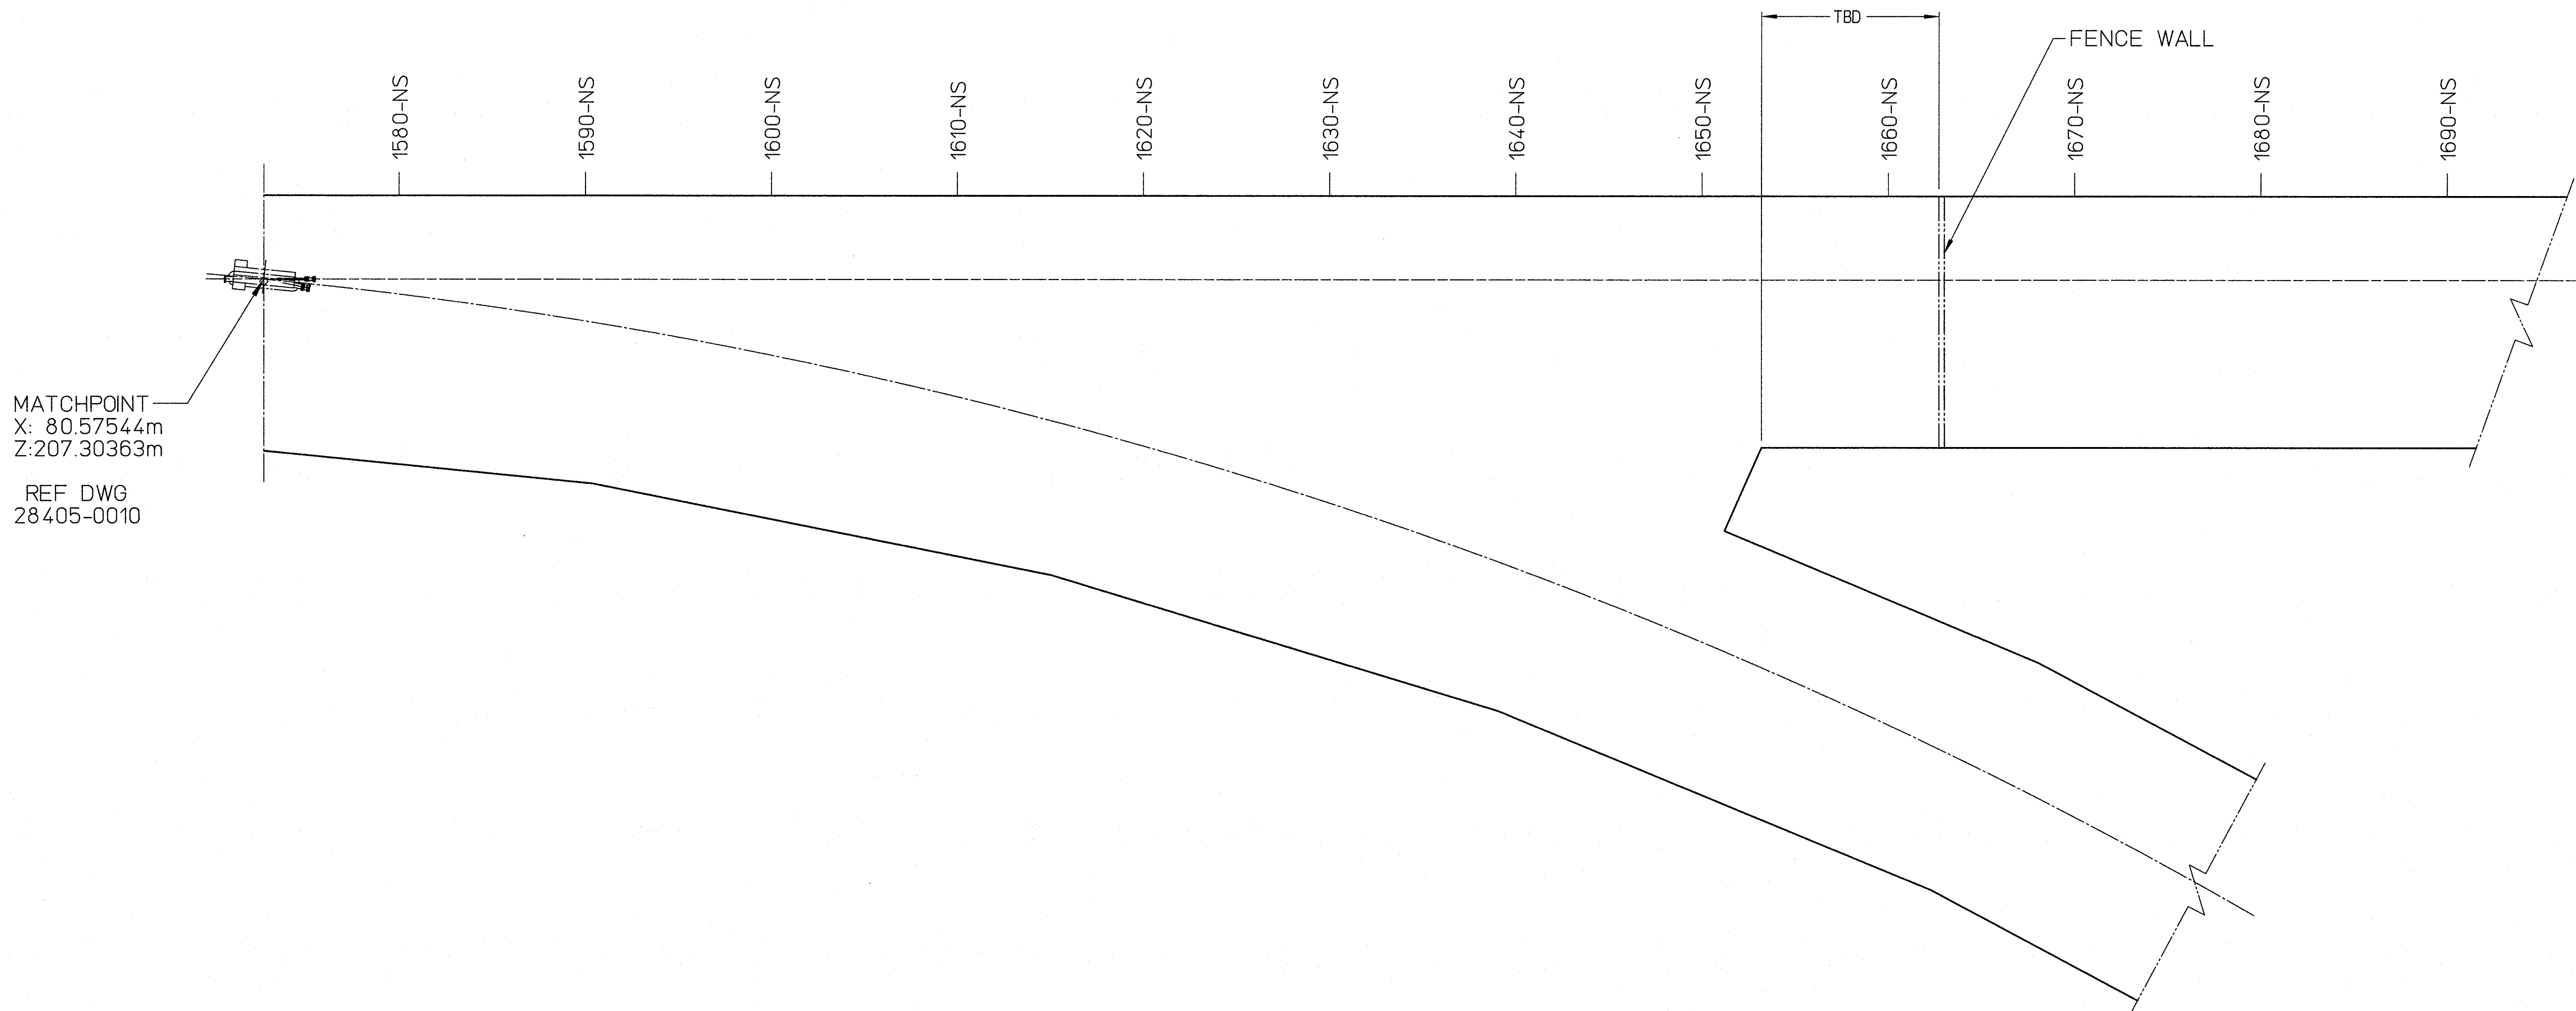 TBD
FENCE WALL
1580-NS
1590-NS
1600-NS
1610-NS
1620-NS
1630-NS
1640-NS
1650-NS
1660-NS
1670-NS
1680-NS
1690-NS
MATCHPOINT
X: 80.57544m
Z:207.30363m
REF DWG
28405-0010